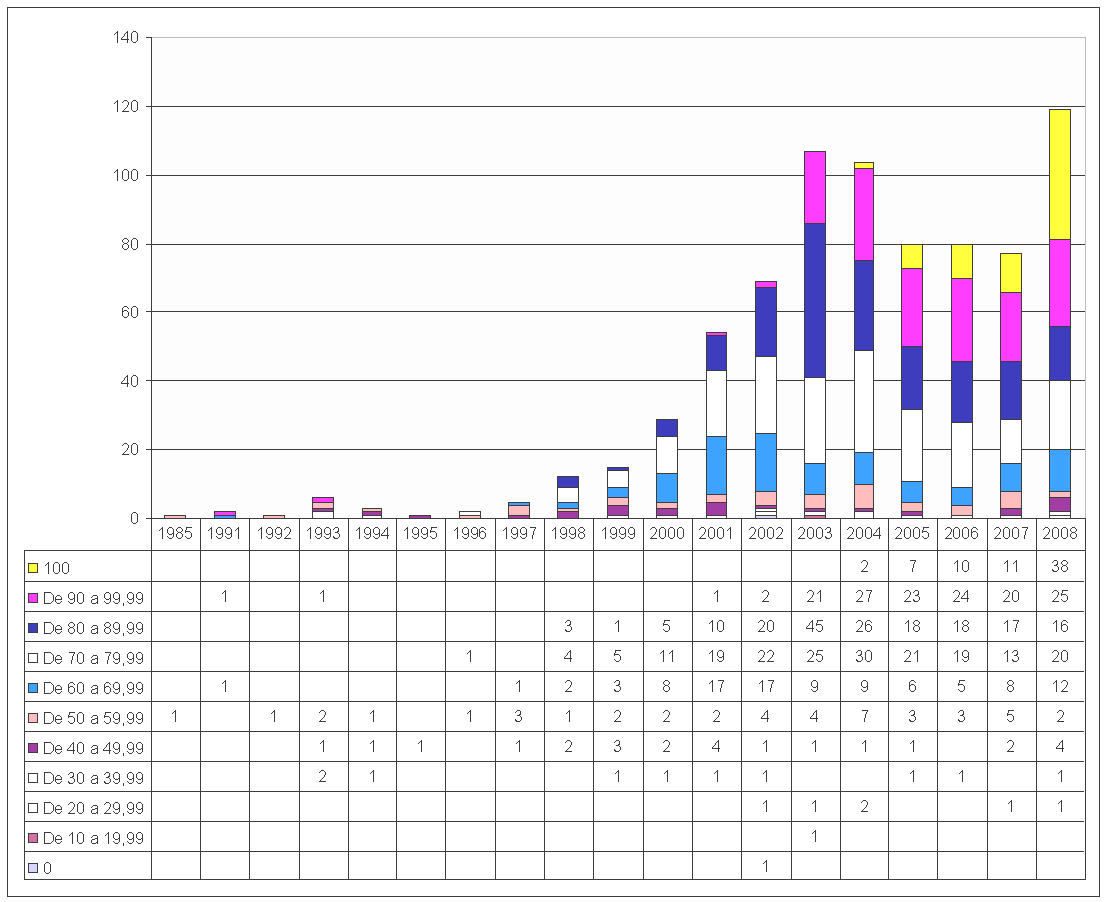 140
120
100
80
60
40
20
0
1985 1991 1992 1993 1994 1995 1996 1997 1998 1999 2000 2001 2002 2003 2004 2005 2006 2007 2008
100 2 7 10 11 38
De 90 a 99,99 1 1 1 2 21 27 23 24 20 25
De 80 a 89,99 3 1 5 10 20 45 26 18 18 17 16
De 70 a 79,99 1 4 5 11 19 22 25 30 21 19 13 20
De 60 a 69,99 1 1 2 3 8 17 17 9 9 6 5 8 12
De 50 a 59,99 1 1 2 1 1 3 1 2 2 2 4 4 7 3 3 5 2
De 40 a 49,99 1 1 1 1 2 3 2 4 1 1 1 1 2 4
De 30 a 39,99 2 1 1 1 1 1 1 1 1
De 20 a 29,99 1 1 2 1 1
De 10 a 19,99 1
0 1